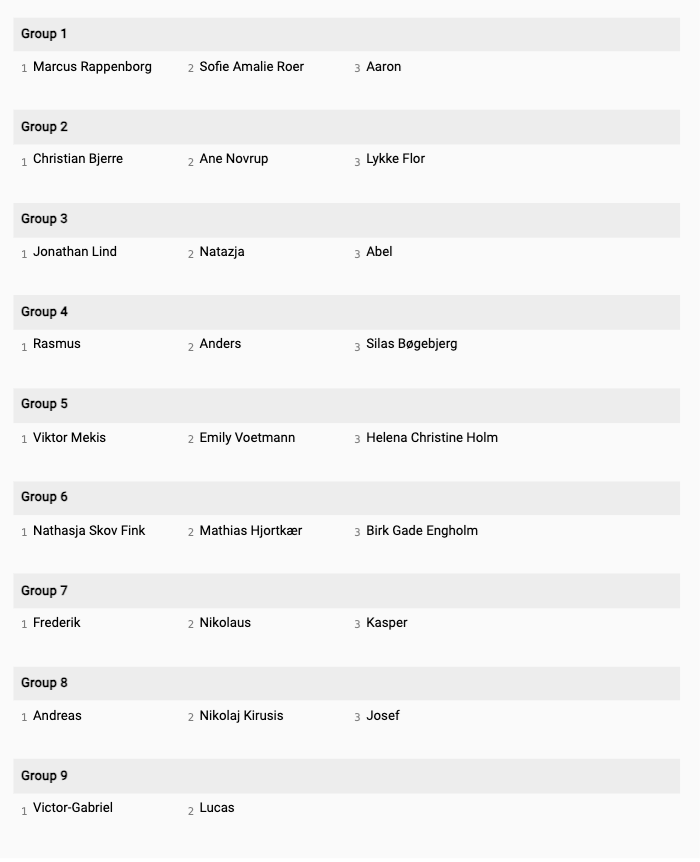 Group 1
1 Marcus Rappenborg 2 Sofie Amalie Roer 3 Aaron
Group 2
1 Christian Bjerre 2 Ane Novrup 3 Lykke Flor
Group 3
1 Jonathan Lind 2 Natazja 3 Abel
Group 4
1 Rasmus 2 Anders 3 Silas Bøgebjerg
Group 5
1 Viktor Mekis 2 Emily Voetmann 3 Helena Christine Holm
Group 6
1 Nathasja Skov Fink 2 Mathias Hjortkær 3 Birk Gade Engholm
Group 7
1 Frederik 2 Nikolaus 3 Kasper
Group 8
1 Andreas 2 Nikolaj Kirusis 3 Josef
Group 9
1 Victor-Gabriel 2 Lucas